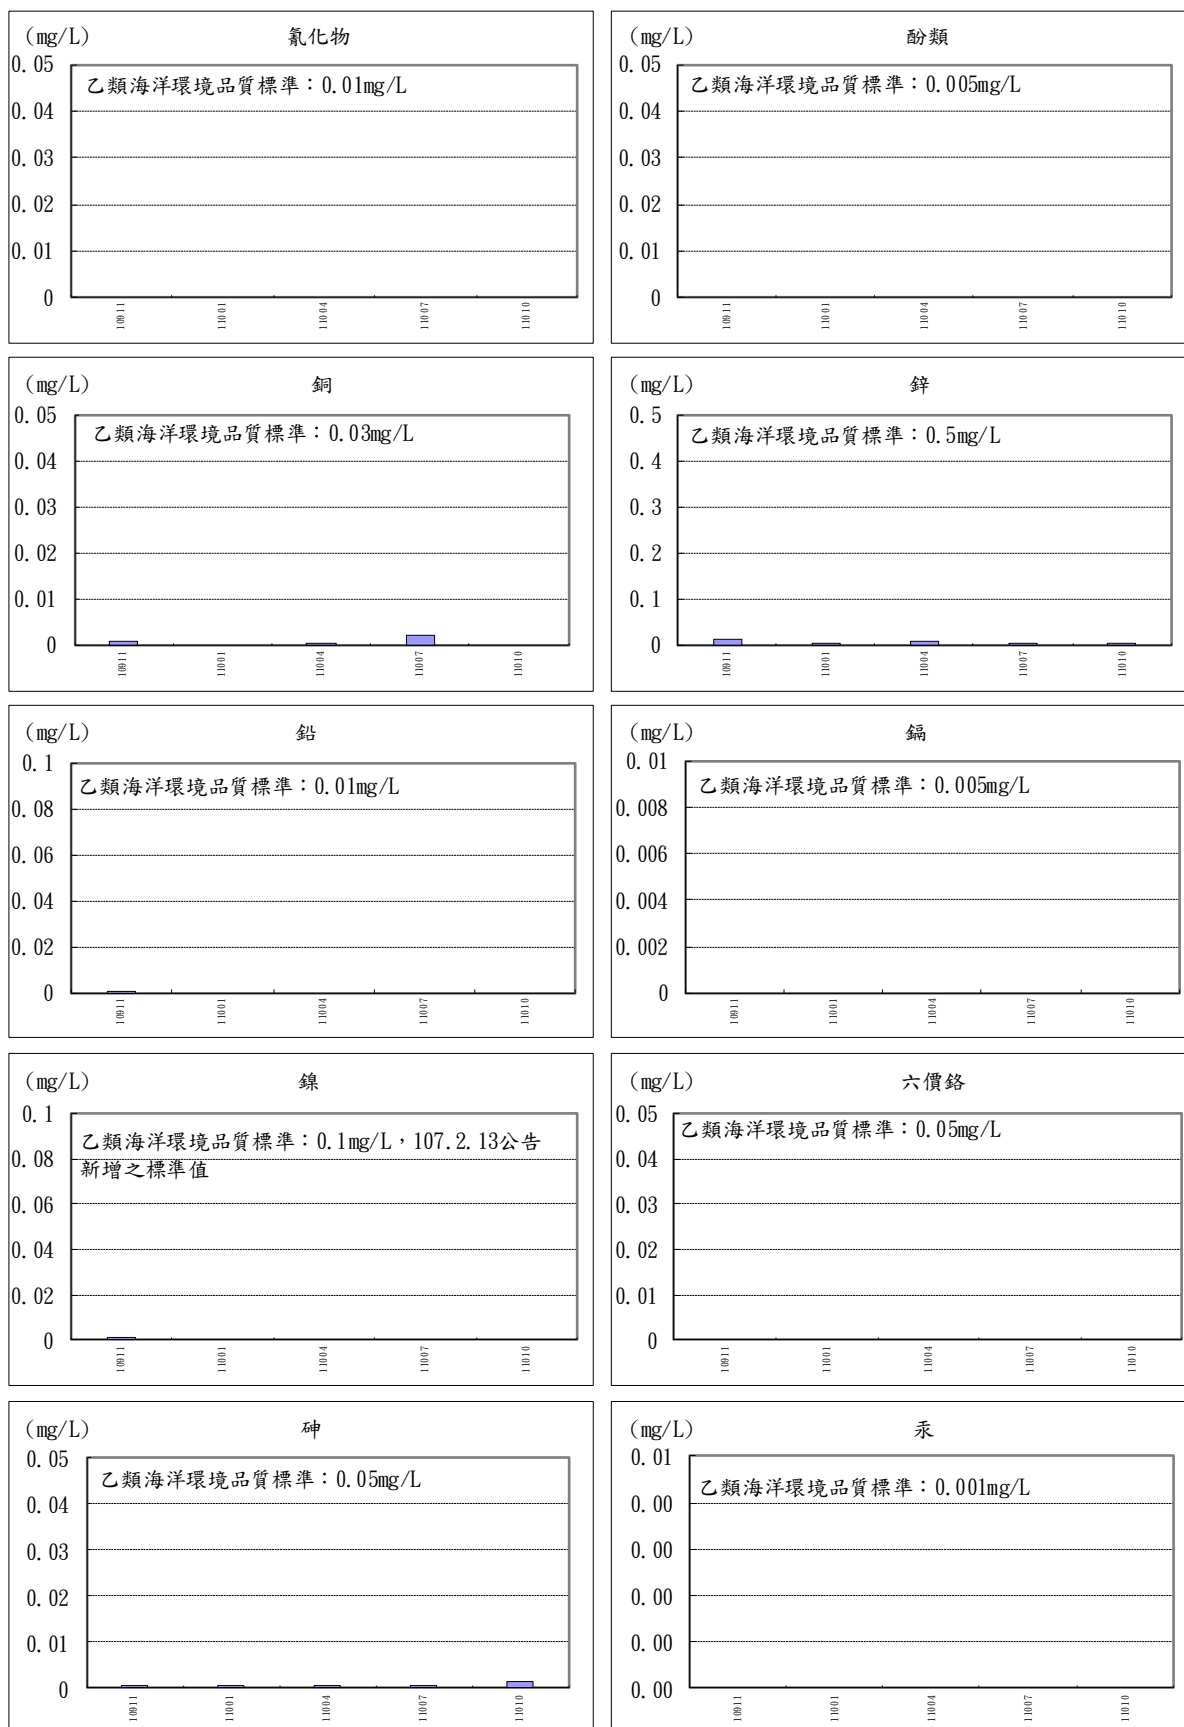 (mg/L) 氰化物
0.05
乙類海洋環境品質標準：0.01mg/L
0.04
0.03
0.02
0.01
0
10911 11001 11004 11007 11010
(mg/L) 酚類
0.05
乙類海洋環境品質標準：0.005mg/L
0.04
0.03
0.02
0.01
0
10911 11001 11004 11007 11010
(mg/L) 銅
0.05
乙類海洋環境品質標準：0.03mg/L
0.04
0.03
0.02
0.01
0
10911 11001 11004 11007 11010
(mg/L) 鋅
0.5
乙類海洋環境品質標準：0.5mg/L
0.4
0.3
0.2
0.1
0
10911 11001 11004 11007 11010
(mg/L) 鉛
0.1
乙類海洋環境品質標準：0.01mg/L
0.08
0.06
0.04
0.02
0
10911 11001 11004 11007 11010
(mg/L) 鎘
0.01
乙類海洋環境品質標準：0.005mg/L
0.008
0.006
0.004
0.002
0
10911 11001 11004 11007 11010
(mg/L) 鎳
0.1
乙類海洋環境品質標準：0.1mg/L，107.2.13公告
新增之標準值
0.08
0.06
0.04
0.02
0
10911 11001 11004 11007 11010
(mg/L) 六價鉻
0.05
乙類海洋環境品質標準：0.05mg/L
0.04
0.03
0.02
0.01
0
10911 11001 11004 11007 11010
(mg/L) 砷
0.05
乙類海洋環境品質標準：0.05mg/L
0.04
0.03
0.02
0.01
0
10911 11001 11004 11007 11010
(mg/L) 汞
0.01
乙類海洋環境品質標準：0.001mg/L
0.00
0.00
0.00
0.00
0.00
10911 11001 11004 11007 11010